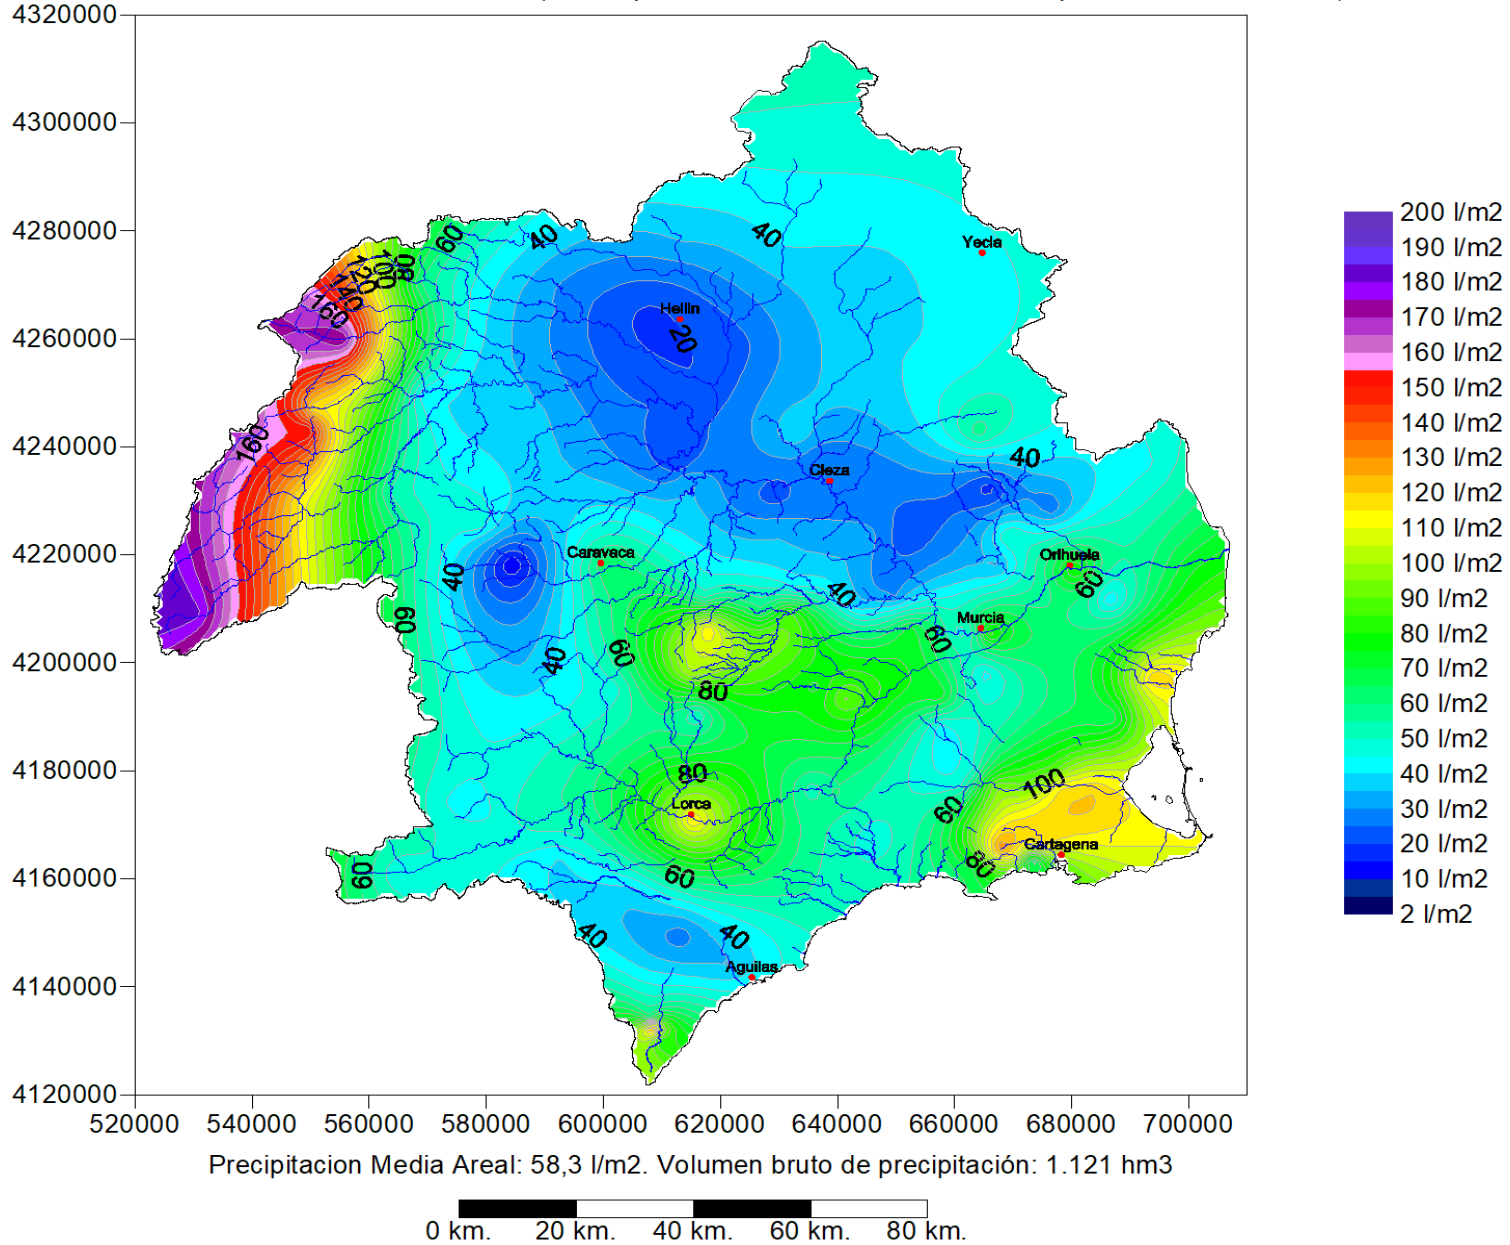 4320000
4300000
4280000
4260000
4240000
4220000
4200000
4180000
4160000
4140000
4120000
520000 540000 560000 580000 600000 620000 640000 660000 680000 700000
60
40
40
80
100
120
140
160
160
20
40
40
60
40
60
40
60
60
80
80
100
60
80
60
60
40
40
Yecla
Hellin
Cieza
Caravaca
Orihuela
Murcia
Lorca
Cartagena
Aguilas
200 l/m2
190 l/m2
180 l/m2
170 l/m2
160 l/m2
150 l/m2
140 l/m2
130 l/m2
120 l/m2
110 l/m2
100 l/m2
90 l/m2
80 l/m2
70 l/m2
60 l/m2
50 l/m2
40 l/m2
30 l/m2
20 l/m2
10 l/m2
2 l/m2
Precipitacion Media Areal: 58,3 l/m2. Volumen bruto de precipitación: 1.121 hm3
0 km. 20 km. 40 km. 60 km. 80 km.